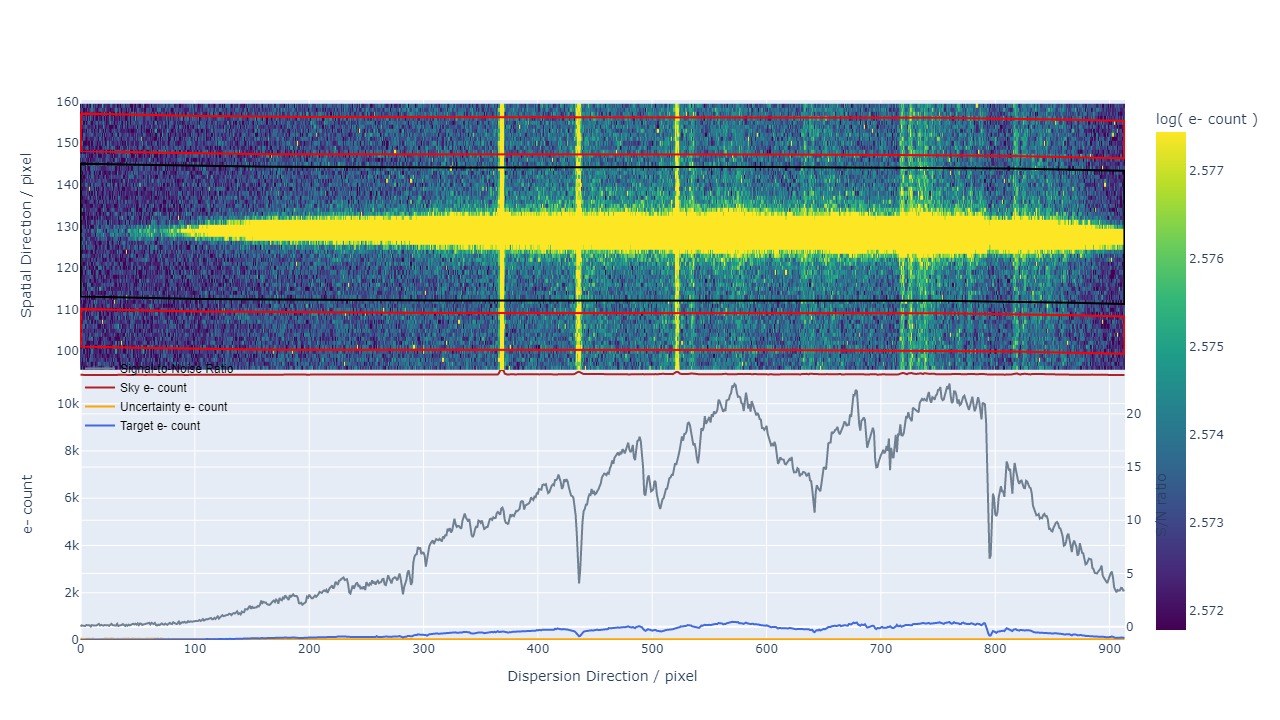 log( e- count )
160
150
140
130
120
110
100
Spatial Direction / pixel
2.577
2.576
2.575
2.574
2.573
2.572
Signal-to-Noise Ratio
Sky e- count
Uncertainty e- count
Target e- count
10k
8k
6k
4k
2k
0
e- count
20
15
10
5
0
S/N ratio
0 100 200 300 400 500 600 700 800 900
Dispersion Direction / pixel